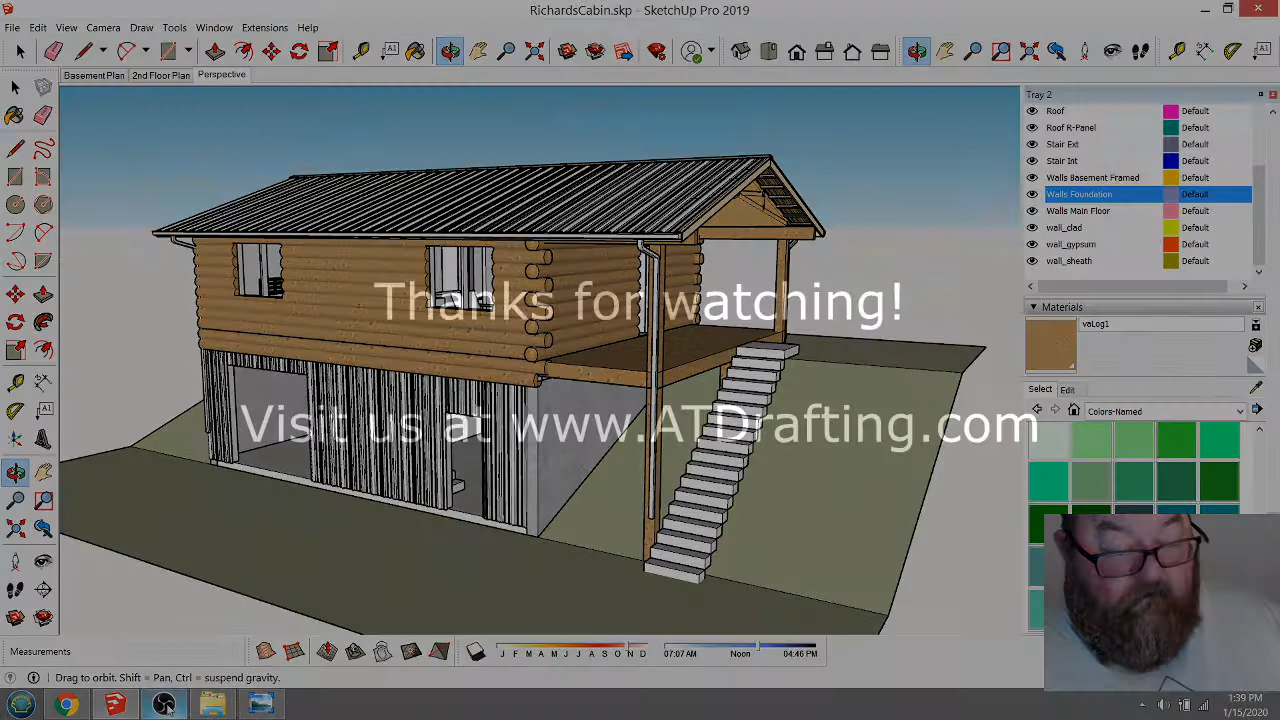 RichardsCabin.skp - SketchUp Pro 2019
File Edit View Camera Draw Tools Window Extensions Help
Basement Plan 2nd Floor Plan Perspective
Tray 2
Roof Default
Roof R-Panel Default
Stair Ext Default
Stair Int Default
Walls Basement Framed Default
Walls Foundation Default
Walls Main Floor Default
wall_clad Default
wall_gypsum Default
wall_sheath Default
Thanks for watching!
Materials
vaLog1
Select Edit
Colors-Named
Visit us at www.ATDrafting.com
Measurements
J F M A M J J A S O N D 07:07 AM Noon 04:46 PM
Drag to orbit. Shift = Pan, Ctrl = suspend gravity.
1:39 PM
1/15/2020